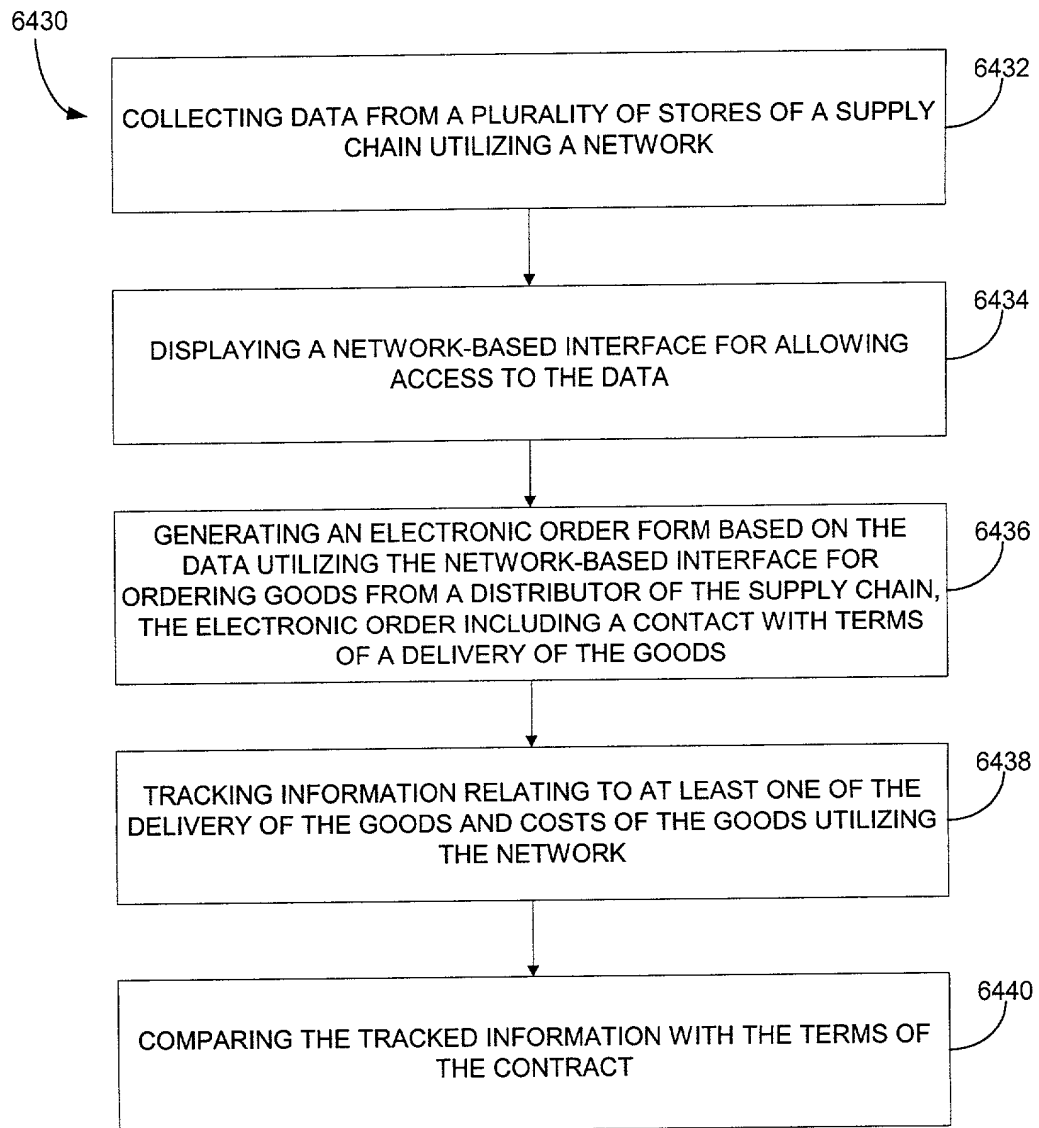 6430
6432
COLLECTING DATA FROM A PLURALITY OF STORES OF A SUPPLY
CHAIN UTILIZING A NETWORK
6434
DISPLAYING A NETWORK-BASED INTERFACE FOR ALLOWING
ACCESS TO THE DATA
6436
GENERATING AN ELECTRONIC ORDER FORM BASED ON THE
DATA UTILIZING THE NETWORK-BASED INTERFACE FOR
ORDERING GOODS FROM A DISTRIBUTOR OF THE SUPPLY CHAIN,
THE ELECTRONIC ORDER INCLUDING A CONTACT WITH TERMS
OF A DELIVERY OF THE GOODS
6438
TRACKING INFORMATION RELATING TO AT LEAST ONE OF THE
DELIVERY OF THE GOODS AND COSTS OF THE GOODS UTILIZING
THE NETWORK
6440
COMPARING THE TRACKED INFORMATION WITH THE TERMS OF
THE CONTRACT